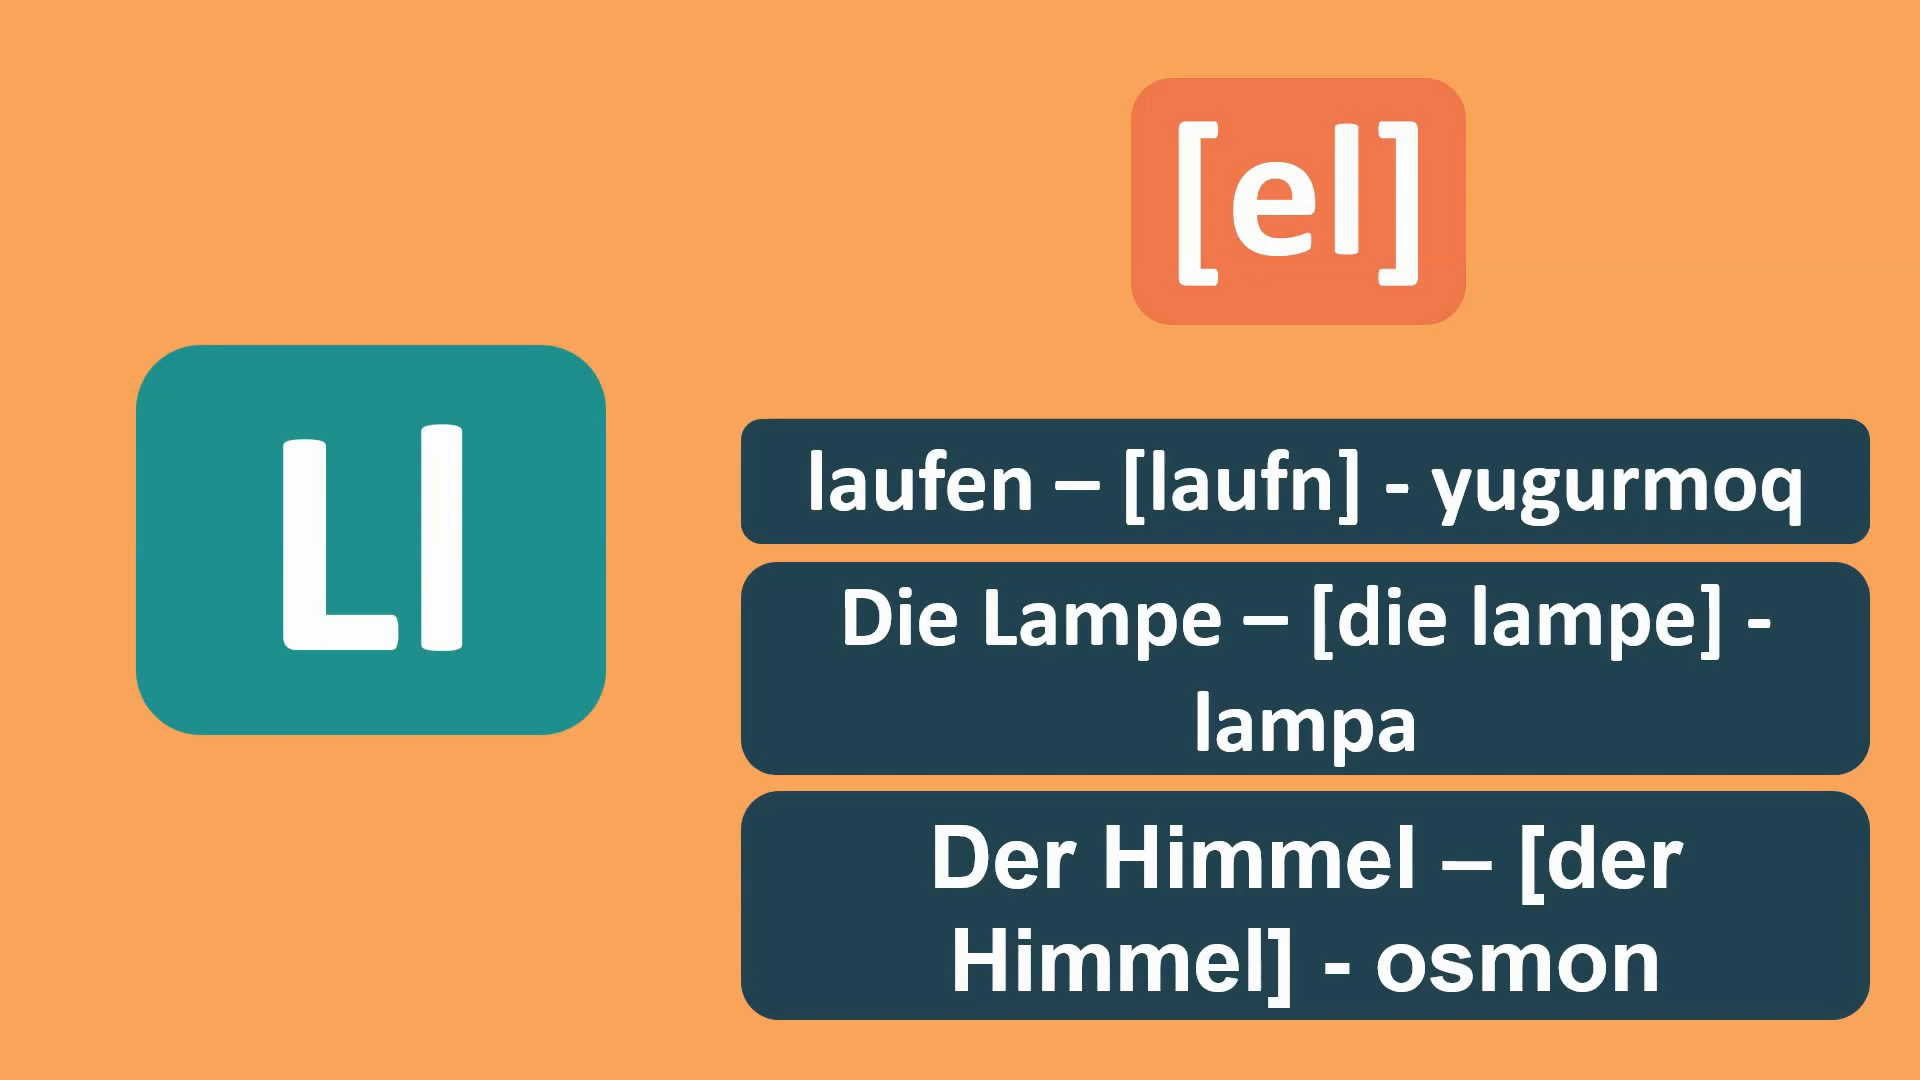 [el]
Ll
laufen – [laufn] - yugurmoq
Die Lampe – [die lampe] -
lampa
Der Himmel – [der
Himmel] - osmon